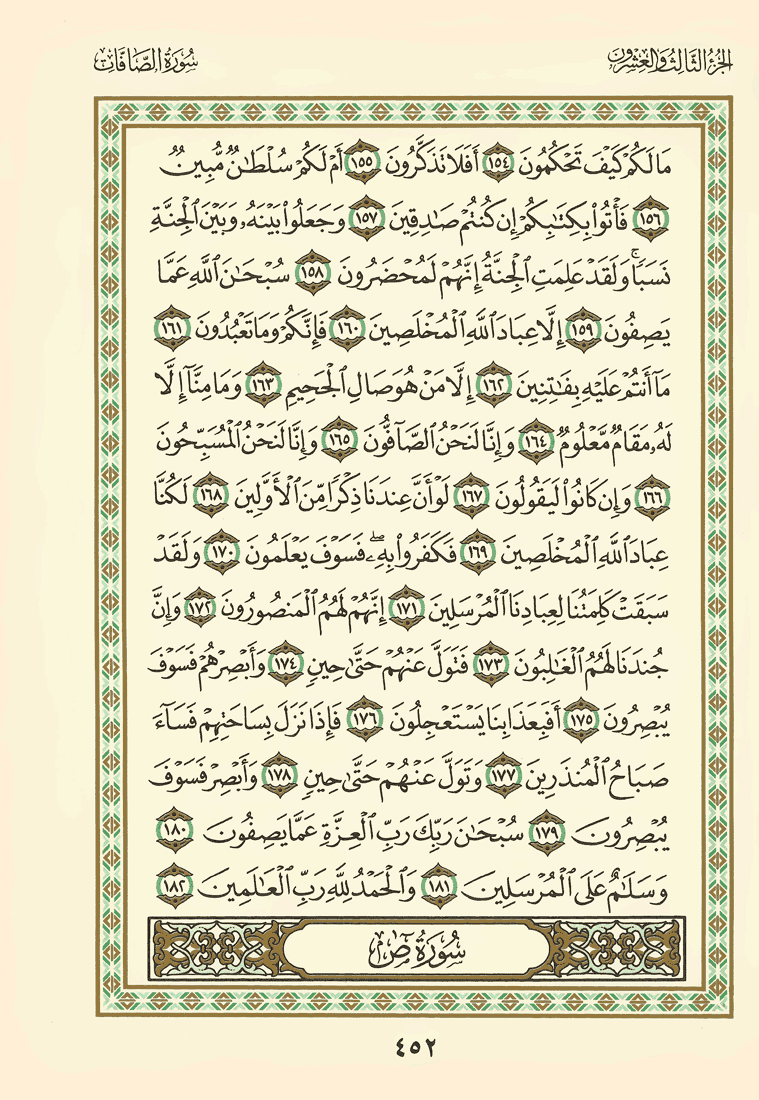 الجزء الثالث والعشرون
سورة الصافات
مَا لَكُمْ كَيْفَ تَحْكُمُونَ ١٥٤ أَفَلَا تَذَكَّرُونَ ١٥٥ أَمْ لَكُمْ سُلْطَٰنٌ مُّبِينٌ
١٥٦ فَأْتُوا۟ بِكِتَٰبِكُمْ إِن كُنتُمْ صَٰدِقِينَ ١٥٧ وَجَعَلُوا۟ بَيْنَهُۥ وَبَيْنَ ٱلْجِنَّةِ
نَسَبًا ۚ وَلَقَدْ عَلِمَتِ ٱلْجِنَّةُ إِنَّهُمْ لَمُحْضَرُونَ ١٥٨ سُبْحَٰنَ ٱللَّهِ عَمَّا
يَصِفُونَ ١٥٩ إِلَّا عِبَادَ ٱللَّهِ ٱلْمُخْلَصِينَ ١٦٠ فَإِنَّكُمْ وَمَا تَعْبُدُونَ ١٦١
مَآ أَنتُمْ عَلَيْهِ بِفَٰتِنِينَ ١٦٢ إِلَّا مَنْ هُوَ صَالِ ٱلْجَحِيمِ ١٦٣ وَمَا مِنَّآ إِلَّا
لَهُۥ مَقَامٌ مَّعْلُومٌ ١٦٤ وَإِنَّا لَنَحْنُ ٱلصَّآفُّونَ ١٦٥ وَإِنَّا لَنَحْنُ ٱلْمُسَبِّحُونَ
١٦٦ وَإِن كَانُوا۟ لَيَقُولُونَ ١٦٧ لَوْ أَنَّ عِندَنَا ذِكْرًا مِّنَ ٱلْأَوَّلِينَ ١٦٨ لَكُنَّا
عِبَادَ ٱللَّهِ ٱلْمُخْلَصِينَ ١٦٩ فَكَفَرُوا۟ بِهِۦ ۖ فَسَوْفَ يَعْلَمُونَ ١٧٠ وَلَقَدْ
سَبَقَتْ كَلِمَتُنَا لِعِبَادِنَا ٱلْمُرْسَلِينَ ١٧١ إِنَّهُمْ لَهُمُ ٱلْمَنصُورُونَ ١٧٢ وَإِنَّ
جُندَنَا لَهُمُ ٱلْغَٰلِبُونَ ١٧٣ فَتَوَلَّ عَنْهُمْ حَتَّىٰ حِينٍ ١٧٤ وَأَبْصِرْهُمْ فَسَوْفَ
يُبْصِرُونَ ١٧٥ أَفَبِعَذَابِنَا يَسْتَعْجِلُونَ ١٧٦ فَإِذَا نَزَلَ بِسَاحَتِهِمْ فَسَآءَ
صَبَاحُ ٱلْمُنذَرِينَ ١٧٧ وَتَوَلَّ عَنْهُمْ حَتَّىٰ حِينٍ ١٧٨ وَأَبْصِرْ فَسَوْفَ
يُبْصِرُونَ ١٧٩ سُبْحَٰنَ رَبِّكَ رَبِّ ٱلْعِزَّةِ عَمَّا يَصِفُونَ ١٨٠
وَسَلَٰمٌ عَلَى ٱلْمُرْسَلِينَ ١٨١ وَٱلْحَمْدُ لِلَّهِ رَبِّ ٱلْعَٰلَمِينَ ١٨٢
سُورَةُ صٓ
٤٥٢